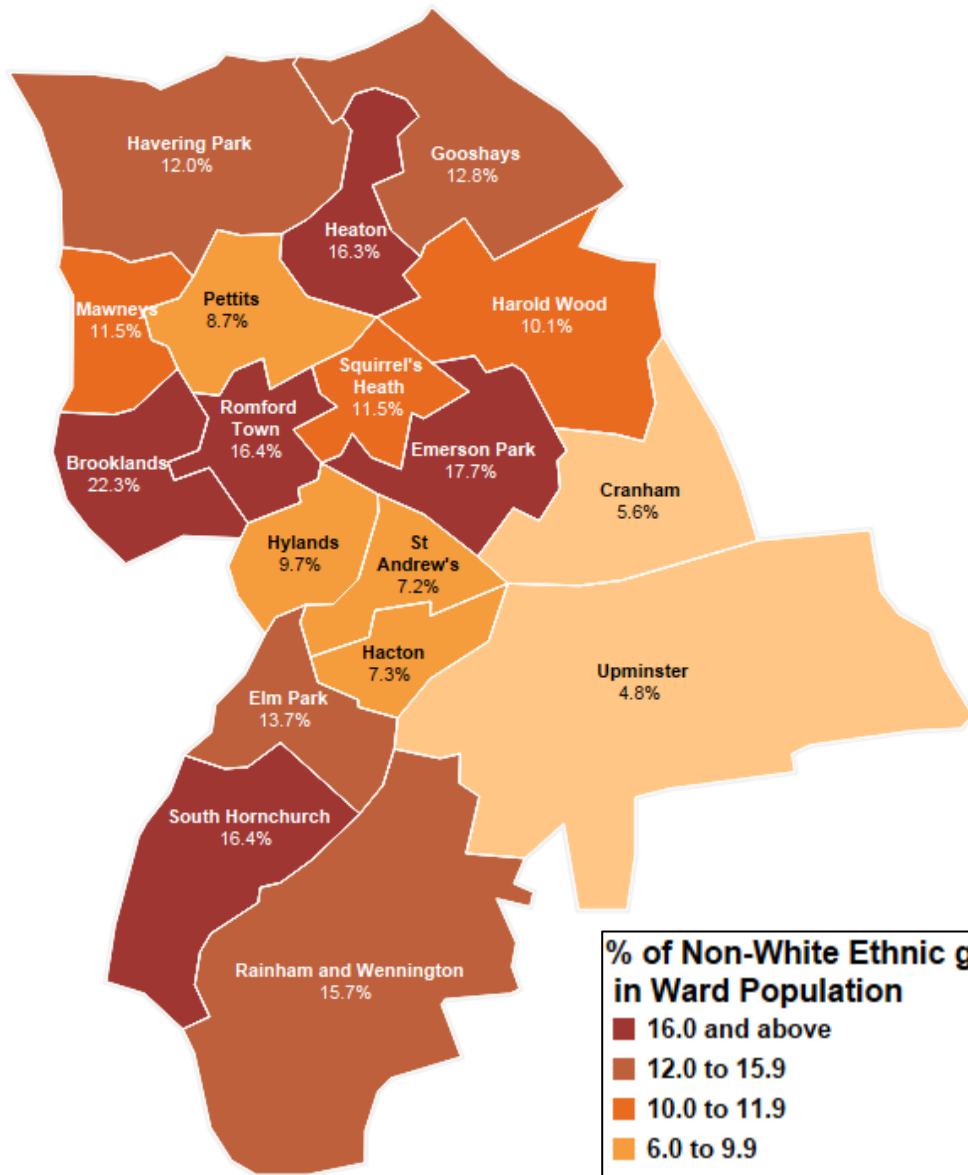 Havering Park
12.0%
Gooshays
12.8%
Heaton
16.3%
Mawneys
11.5%
Pettits
8.7%
Harold Wood
10.1%
Squirrel's
Heath
11.5%
Romford
Town
16.4%
Brooklands
22.3%
Emerson Park
17.7%
Cranham
5.6%
Hylands
9.7%
St
Andrew's
7.2%
Hacton
7.3%
Upminster
4.8%
Elm Park
13.7%
South Hornchurch
16.4%
Rainham and Wennington
15.7%
% of Non-White Ethnic g
in Ward Population
16.0 and above
12.0 to 15.9
10.0 to 11.9
6.0 to 9.9